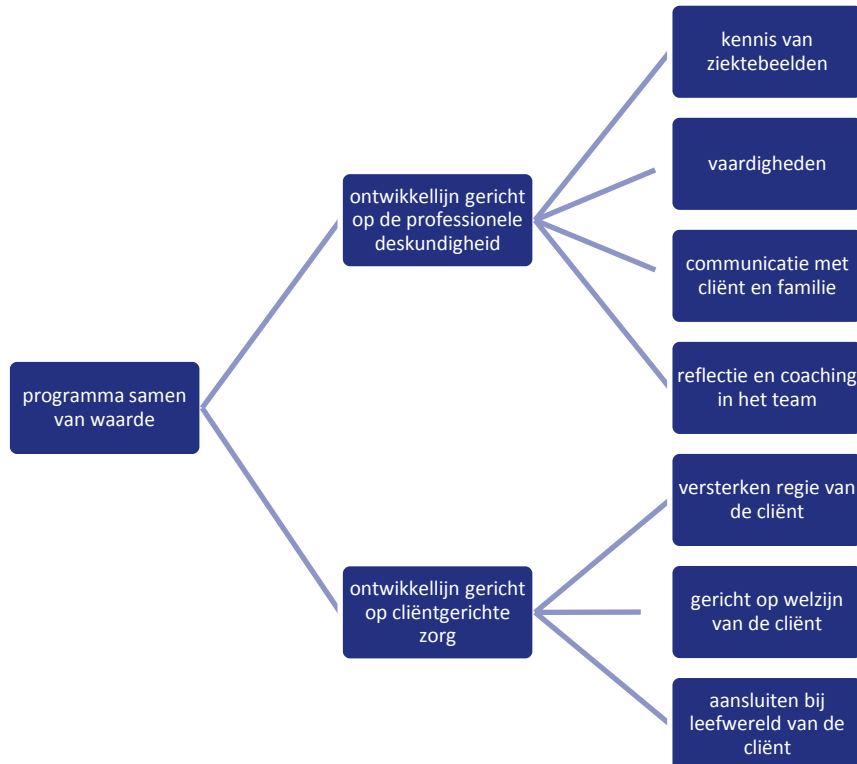 kennis van
ziektebeelden
vaardigheden
ontwikkellijn gericht
op de professionele
deskundigheid
communicatie met
cliënt en familie
reflectie en coaching
in het team
programma samen
van waarde
versterken regie van
de cliënt
ontwikkellijn gericht
op cliëntgerichte
zorg
gericht op welzijn
van de cliënt
aansluiten bij
leefwereld van de
cliënt